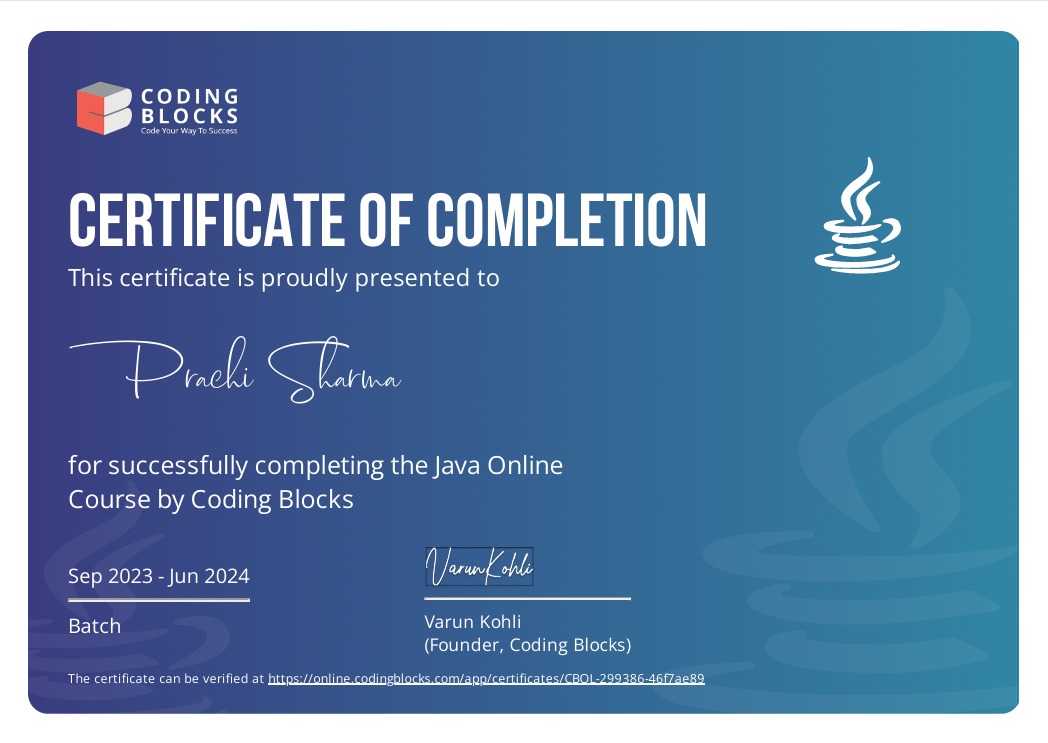 CODING
BLOCKS
Code Your Way To Success
CERTIFICATE OF COMPLETION
This certificate is proudly presented to
Prachi Sharma
for successfully completing the Java Online
Course by Coding Blocks
Sep 2023 - Jun 2024
Batch
VarunKohli
Varun Kohli
(Founder, Coding Blocks)
The certificate can be verified at https://online.codingblocks.com/app/certificates/CBOL-299386-46f7ae89